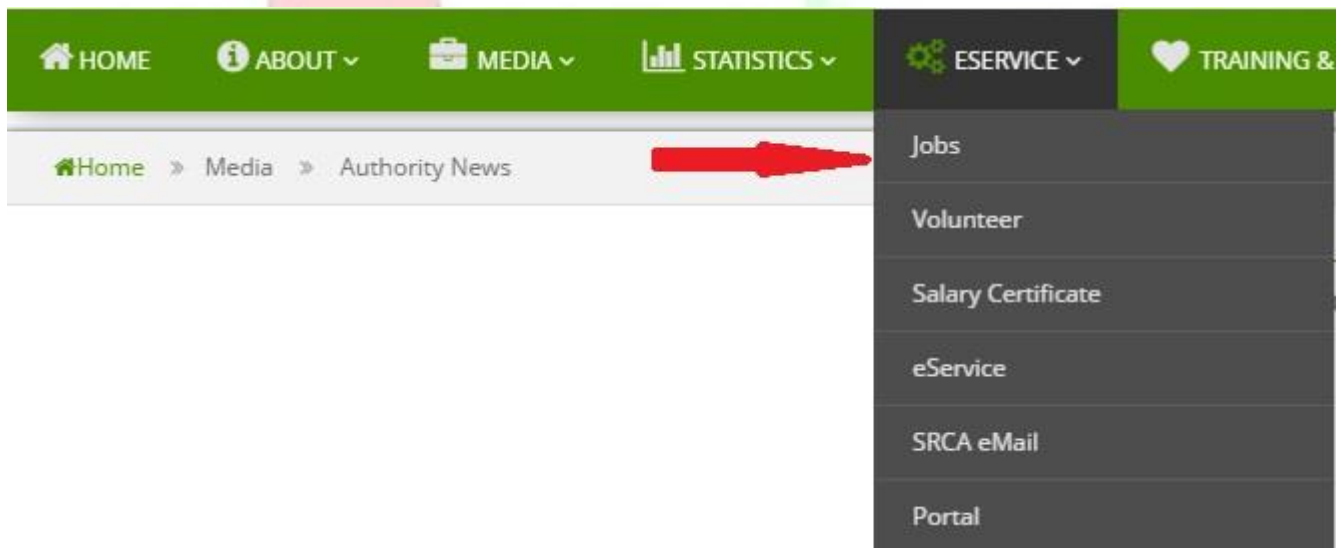 HOME ABOUT MEDIA STATISTICS ESERVICE TRAINING &
Home » Media » Authority News
Jobs
Volunteer
Salary Certificate
eService
SRCA eMail
Portal